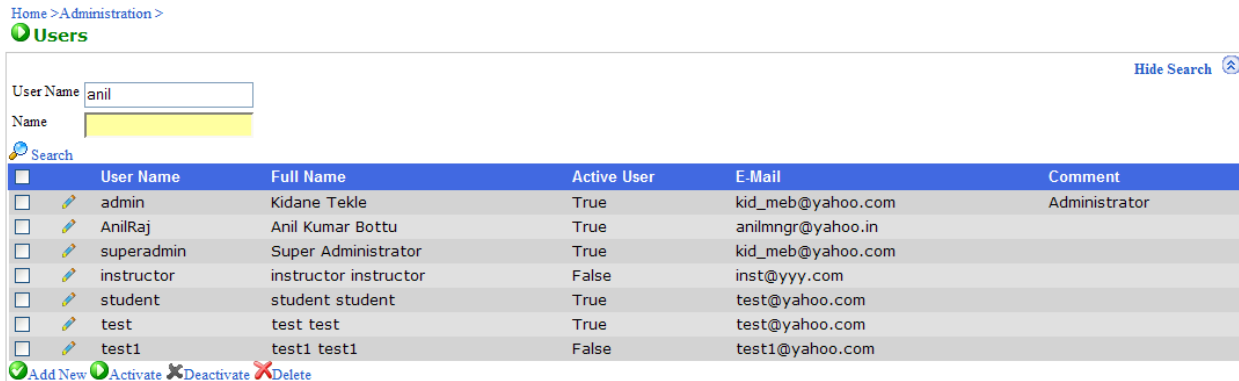 Home >Administration >
Users
Hide Search
User Name anil
Name
Search
User Name Full Name Active User E-Mail Comment
admin Kidane Tekle True kid_meb@yahoo.com Administrator
AnilRaj Anil Kumar Bottu True anilmngr@yahoo.in
superadmin Super Administrator True kid_meb@yahoo.com
instructor instructor instructor False inst@yyy.com
student student student True test@yahoo.com
test test test True test@yahoo.com
test1 test1 test1 False test1@yahoo.com
Add New Activate Deactivate Delete